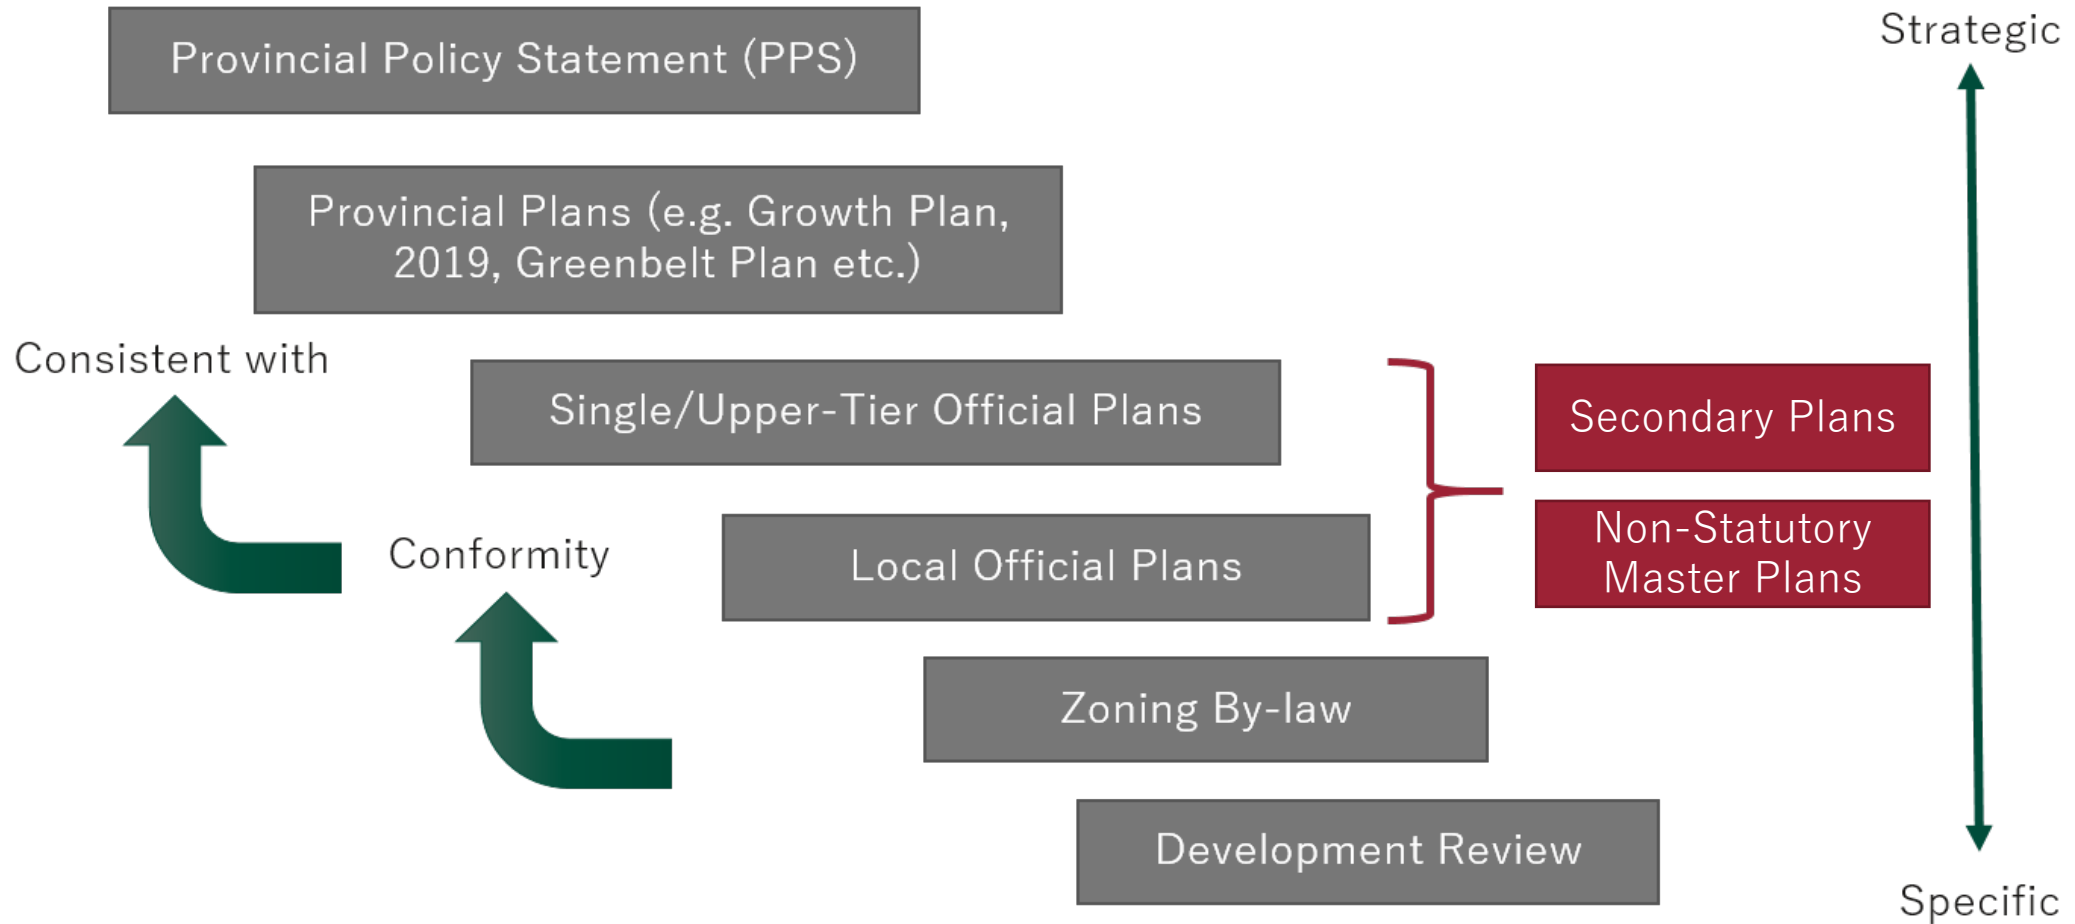 Provincial Policy Statement (PPS)
Strategic
Provincial Plans (e.g. Growth Plan,
2019, Greenbelt Plan etc.)
Consistent with
Single/Upper-Tier Official Plans
Secondary Plans
Conformity
Local Official Plans
Non-Statutory
Master Plans
Zoning By-law
Development Review
Specific